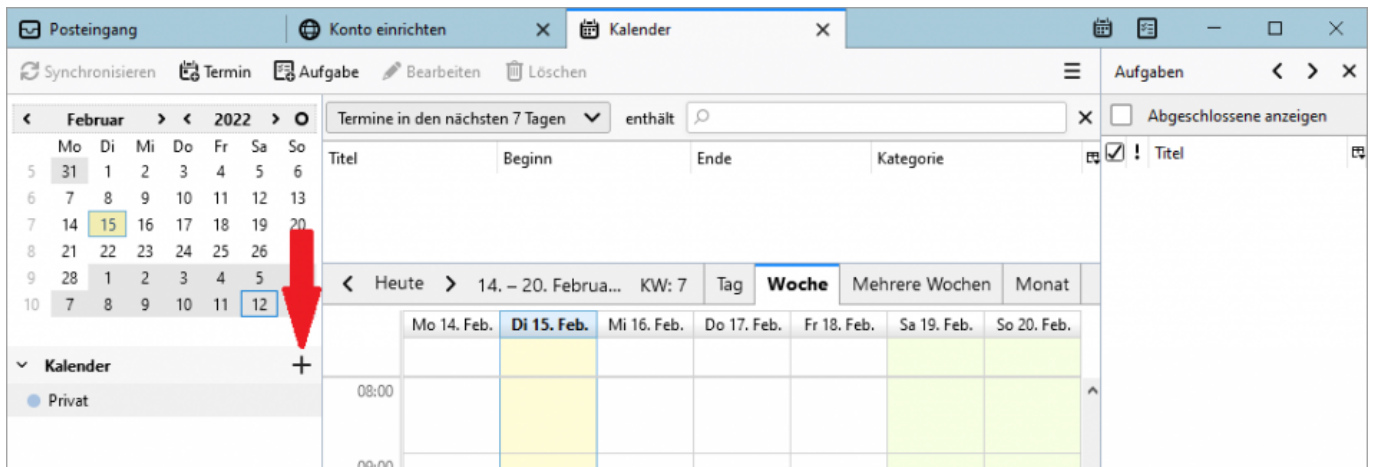 Posteingang
Konto einrichten
Kalender
Synchronisieren Termin Aufgabe Bearbeiten Löschen
Februar 2022
Mo Di Mi Do Fr Sa So
5 31 1 2 3 4 5 6
6 7 8 9 10 11 12 13
7 14 15 16 17 18 19 20
8 21 22 23 24 25 26
9 28 1 2 3 4 5
10 7 8 9 10 11 12
Kalender
Privat
Termine in den nächsten 7 Tagen enthält
Titel Beginn Ende Kategorie
Heute 14. – 20. Februa... KW: 7 Tag Woche Mehrere Wochen Monat
Mo 14. Feb. Di 15. Feb. Mi 16. Feb. Do 17. Feb. Fr 18. Feb. Sa 19. Feb. So 20. Feb.
08:00
09:00
Aufgaben
Abgeschlossene anzeigen
! Titel